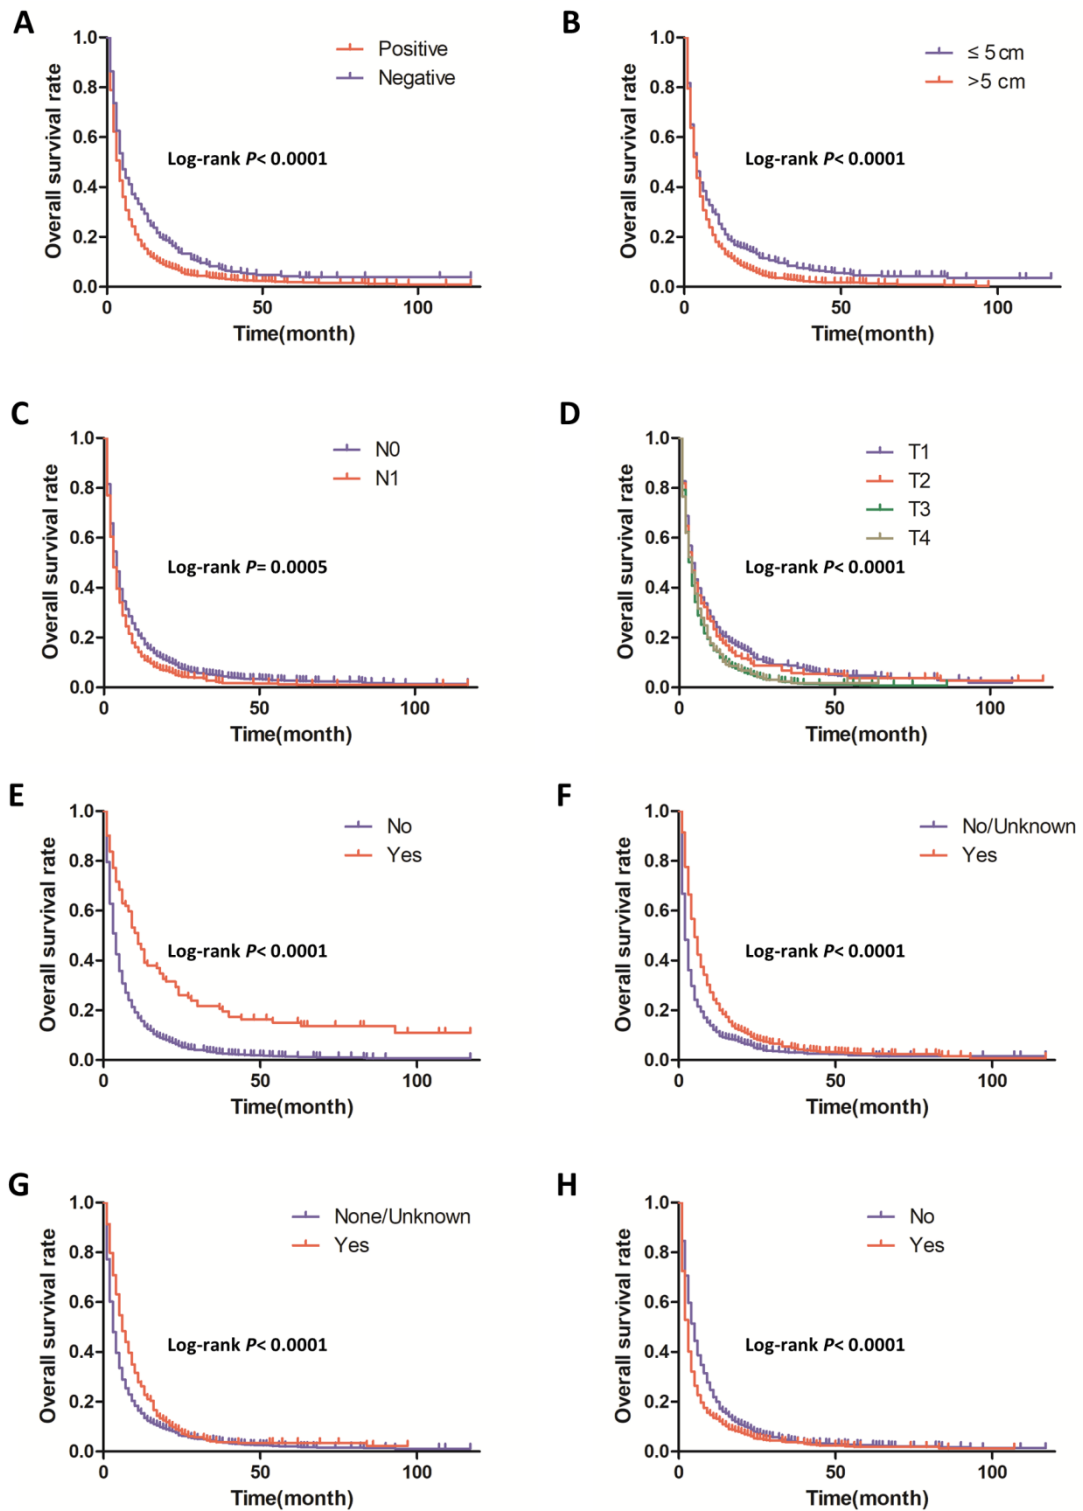 A
Overall survival rate
1.0
0.8
0.6
0.4
0.2
0.0
0
50
100
Time(month)
Positive
Negative
Log-rank P< 0.0001
B
Overall survival rate
1.0
0.8
0.6
0.4
0.2
0.0
0
50
100
Time(month)
≤ 5 cm
>5 cm
Log-rank P< 0.0001
C
Overall survival rate
1.0
0.8
0.6
0.4
0.2
0.0
0
50
100
Time(month)
N0
N1
Log-rank P= 0.0005
D
Overall survival rate
1.0
0.8
0.6
0.4
0.2
0.0
0
50
100
Time(month)
T1
T2
T3
T4
Log-rank P< 0.0001
E
Overall survival rate
1.0
0.8
0.6
0.4
0.2
0.0
0
50
100
Time(month)
No
Yes
Log-rank P< 0.0001
F
Overall survival rate
1.0
0.8
0.6
0.4
0.2
0.0
0
50
100
Time(month)
No/Unknown
Yes
Log-rank P< 0.0001
G
Overall survival rate
1.0
0.8
0.6
0.4
0.2
0.0
0
50
100
Time(month)
None/Unknown
Yes
Log-rank P< 0.0001
H
Overall survival rate
1.0
0.8
0.6
0.4
0.2
0.0
0
50
100
Time(month)
No
Yes
Log-rank P< 0.0001